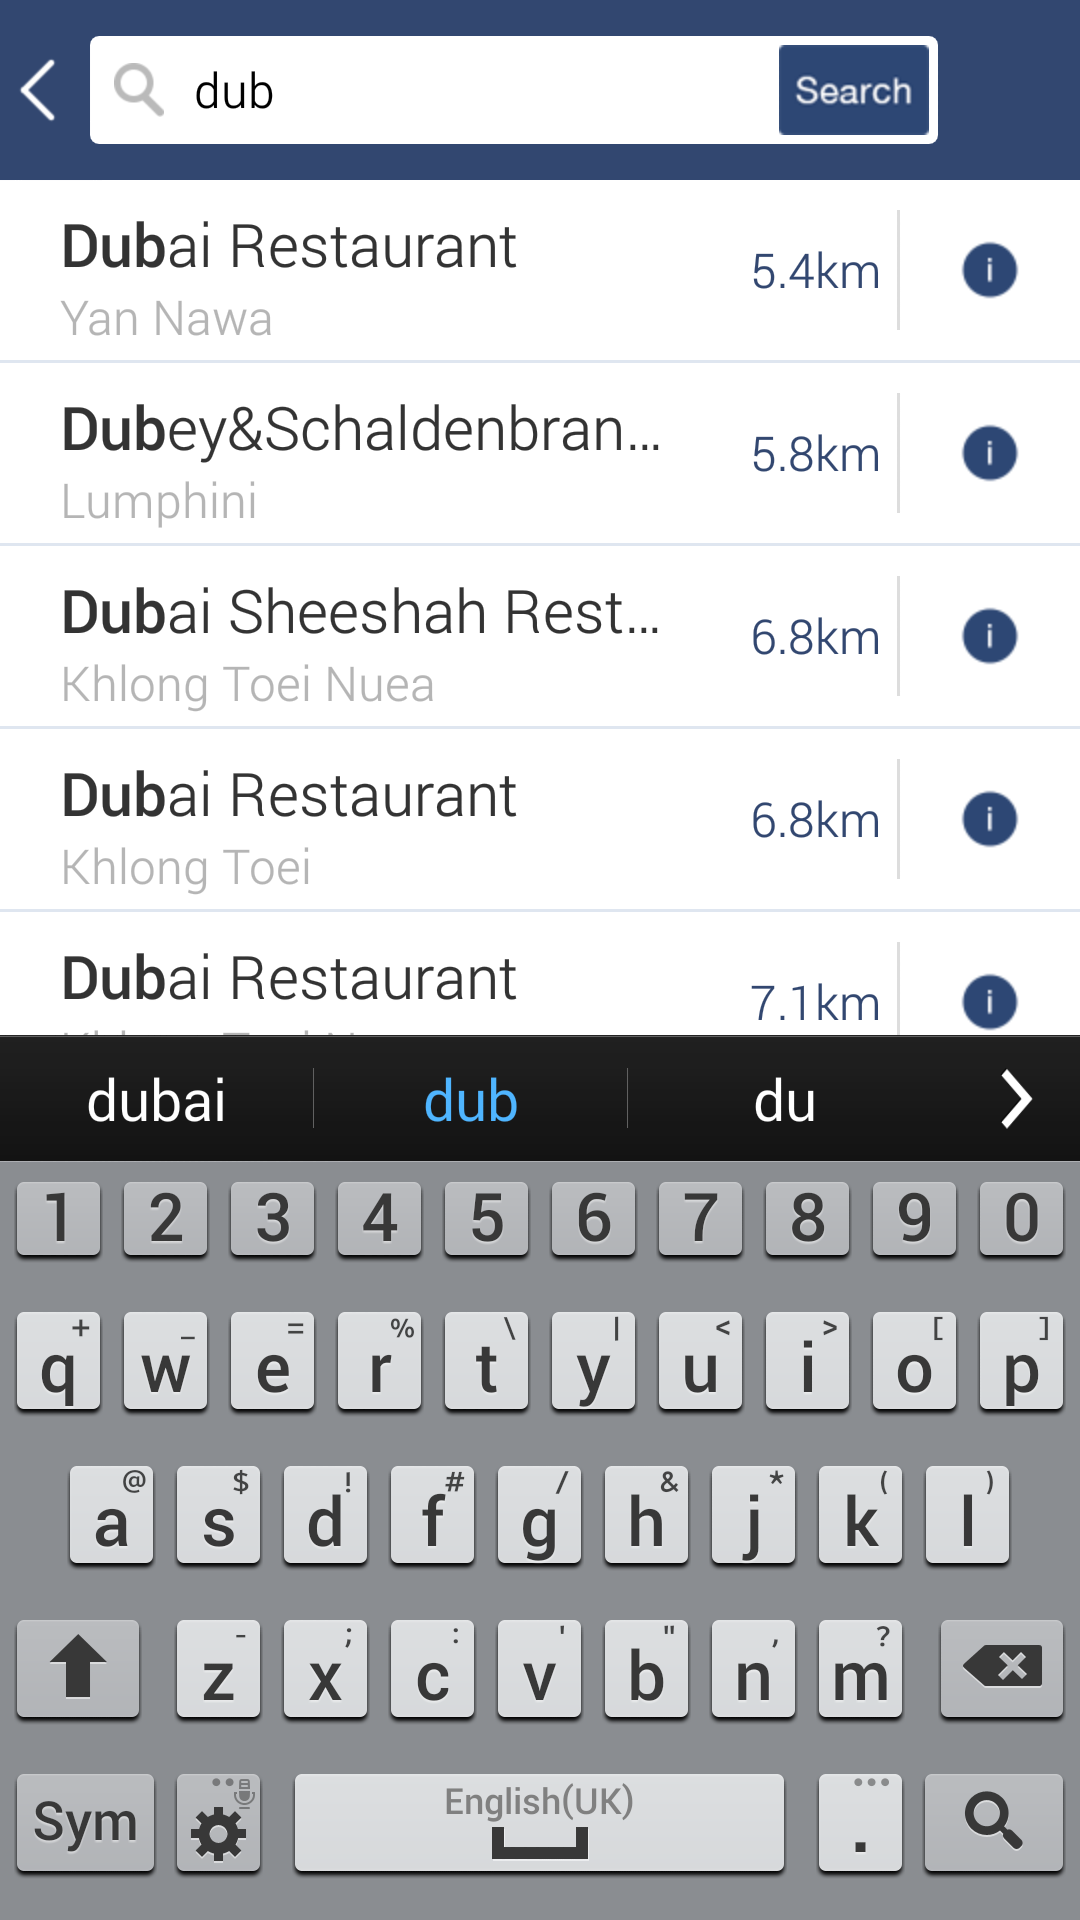 dub
Search
Dubai Restaurant
Yan Nawa
5.4km
i
Dubey&Schaldenbran...
Lumphini
5.8km
i
Dubai Sheeshah Rest...
Khlong Toei Nuea
6.8km
i
Dubai Restaurant
Khlong Toei
6.8km
i
Dubai Restaurant
7.1km
i
dubai dub du
1 2 3 4 5 6 7 8 9 0
+ _ = % \ | < > [ ]
q w e r t y u i o p
@ $ ! # / & * ( )
a s d f g h j k l
- ; : ' " , ?
z x c v b n m
Sym English(UK) .